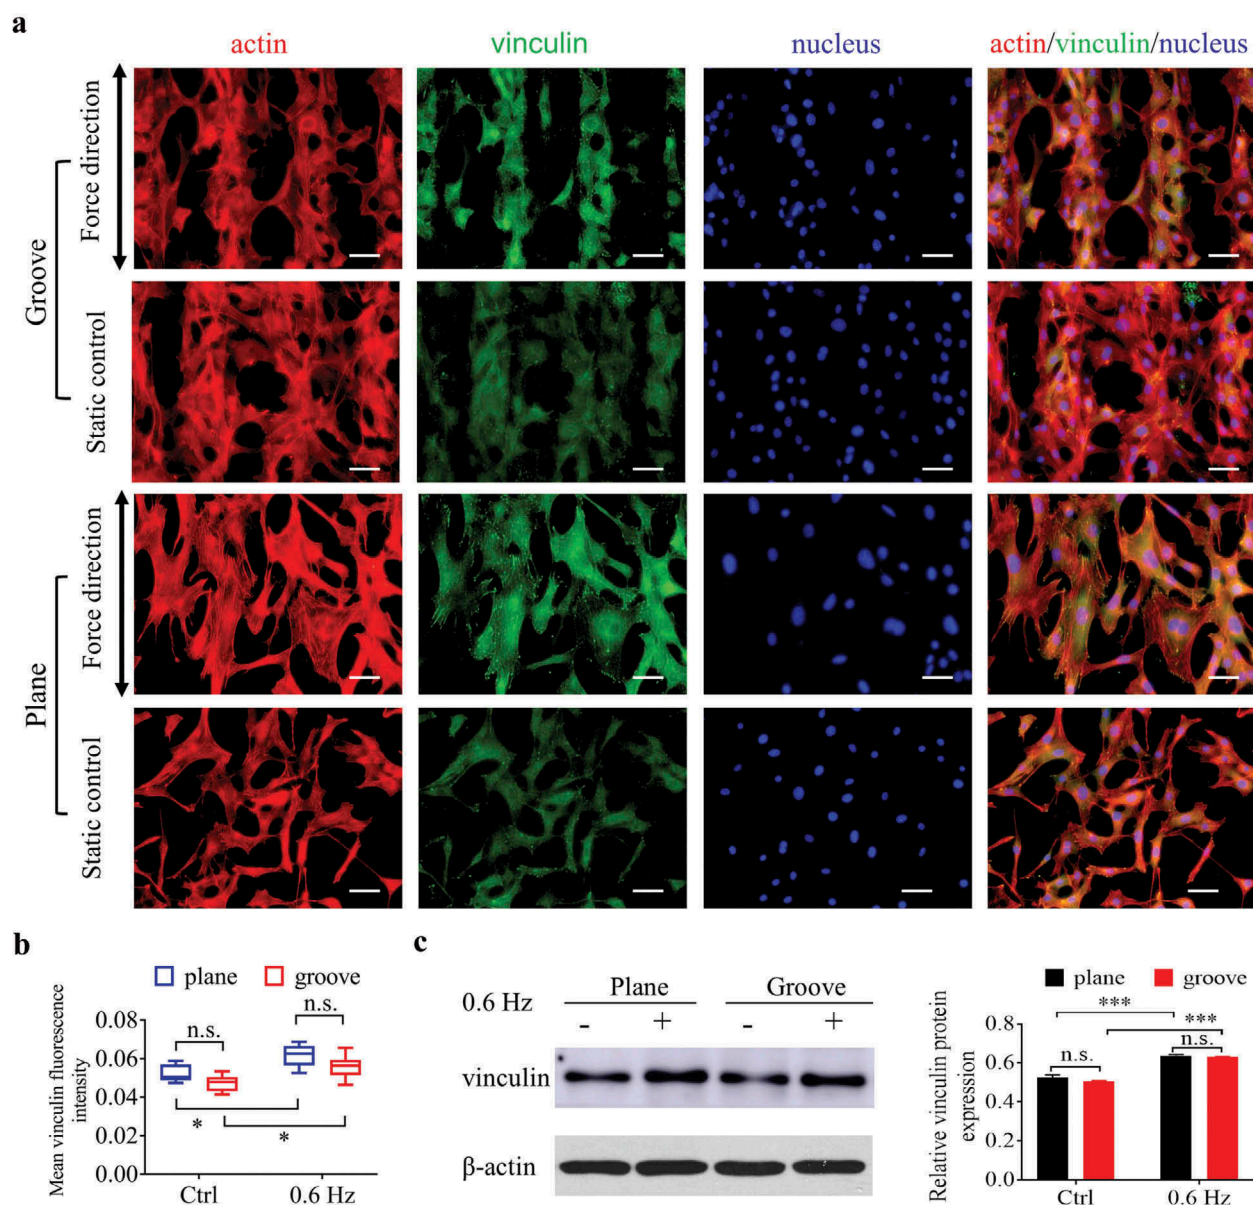 a
actin
vinculin
nucleus
actin/vinculin/nucleus
Groove
Force direction
Static control
Plane
Force direction
Static control
b
plane
groove
Mean vinculin fluorescence
intensity
0.08
0.06
0.04
0.02
0.00
n.s.
n.s.
*
*
Ctrl
0.6 Hz
c
0.6 Hz
Plane
Groove
-
+
-
+
vinculin
β-actin
plane
groove
Relative vinculin protein
expression
0.8
0.6
0.4
0.2
0.0
***
***
n.s.
n.s.
Ctrl
0.6 Hz